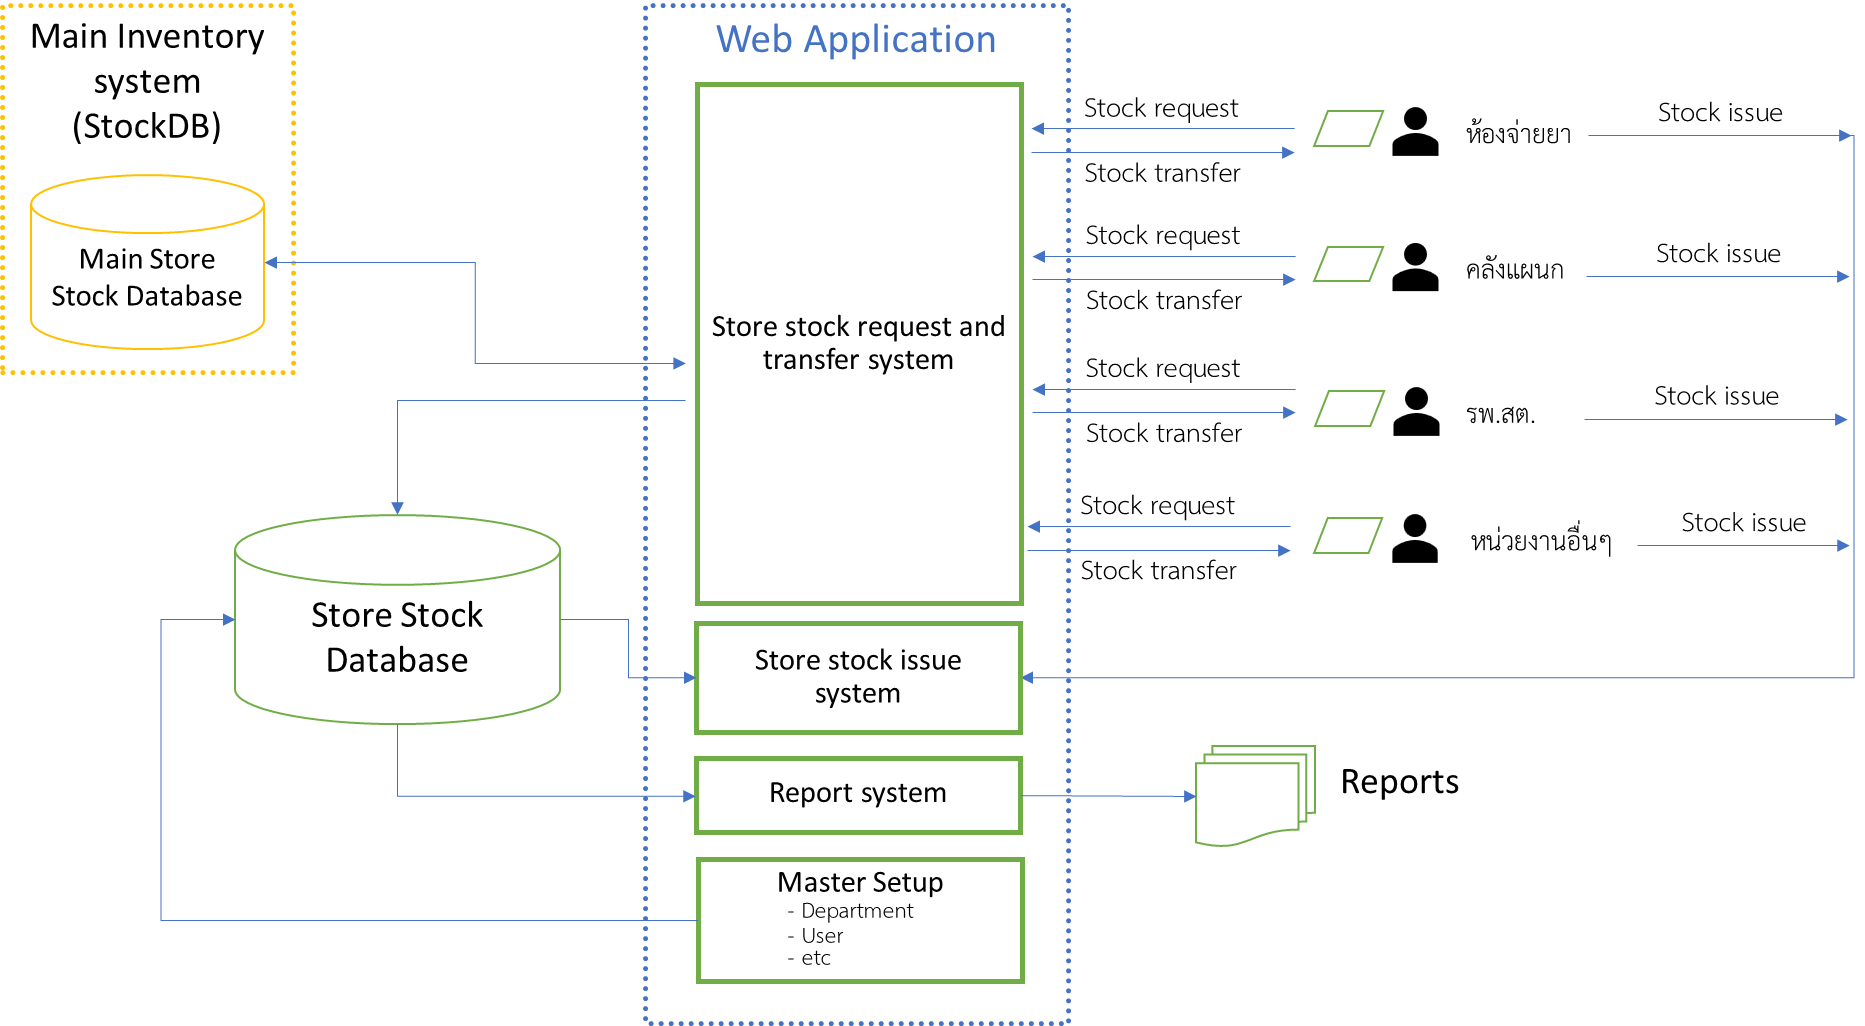 Main Inventory
system
(StockDB)
Main Store
Stock Database
Web Application
Store stock request and
transfer system
Stock request
Stock transfer
ห้องจ่ายยา
Stock issue
Stock request
Stock transfer
คลังแผนก
Stock issue
Stock request
Stock transfer
รพ.สต.
Stock issue
Stock request
Stock transfer
หน่วยงานอื่นๆ
Stock issue
Store Stock
Database
Store stock issue
system
Report system
Reports
Master Setup
- Department
- User
- etc